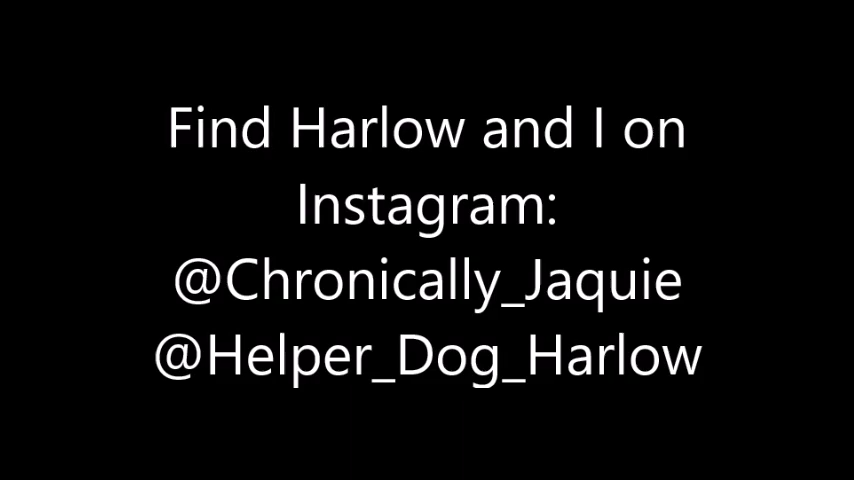 Find Harlow and I on
Instagram:
@Chronically_Jaquie
@Helper_Dog_Harlow